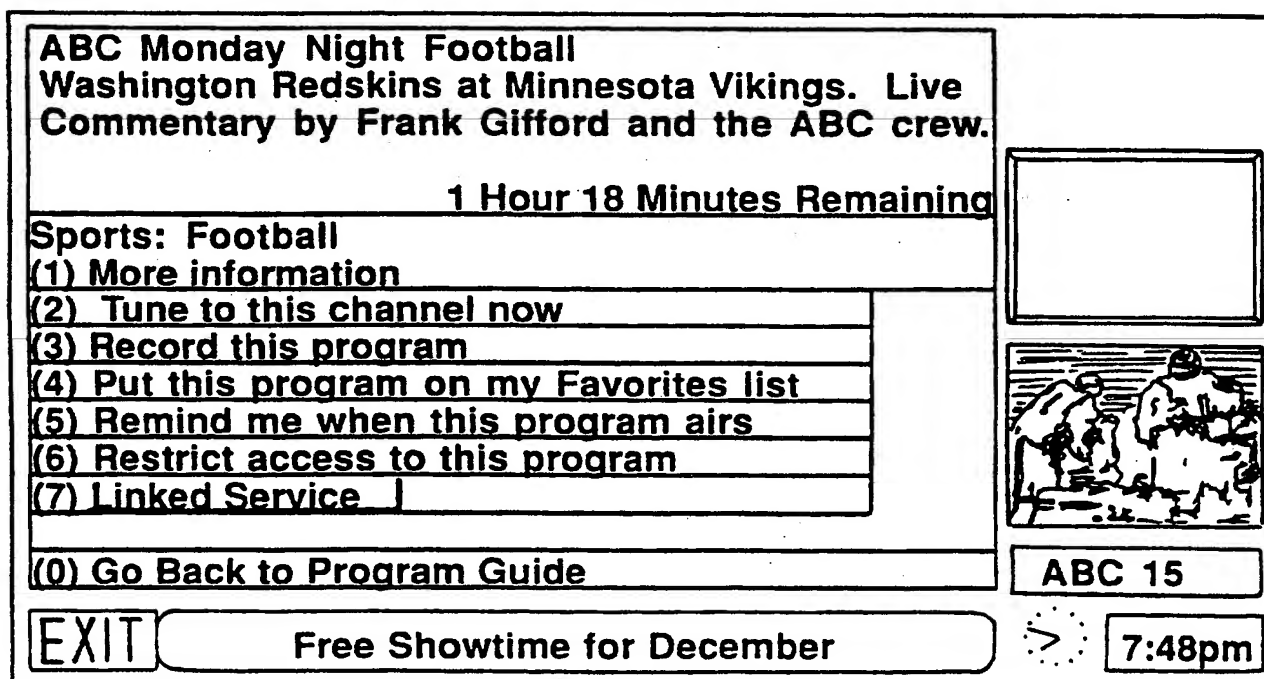 ABC Monday Night Football
Washington Redskins at Minnesota Vikings. Live
Commentary by Frank Gifford and the ABC crew.
1 Hour 18 Minutes Remaining
Sports: Football
(1) More information
(2) Tune to this channel now
(3) Record this program
(4) Put this program on my Favorites list
(5) Remind me when this program airs
(6) Restrict access to this program
(7) Linked Service
(0) Go Back to Program Guide
ABC 15
EXIT
Free Showtime for December
7:48pm